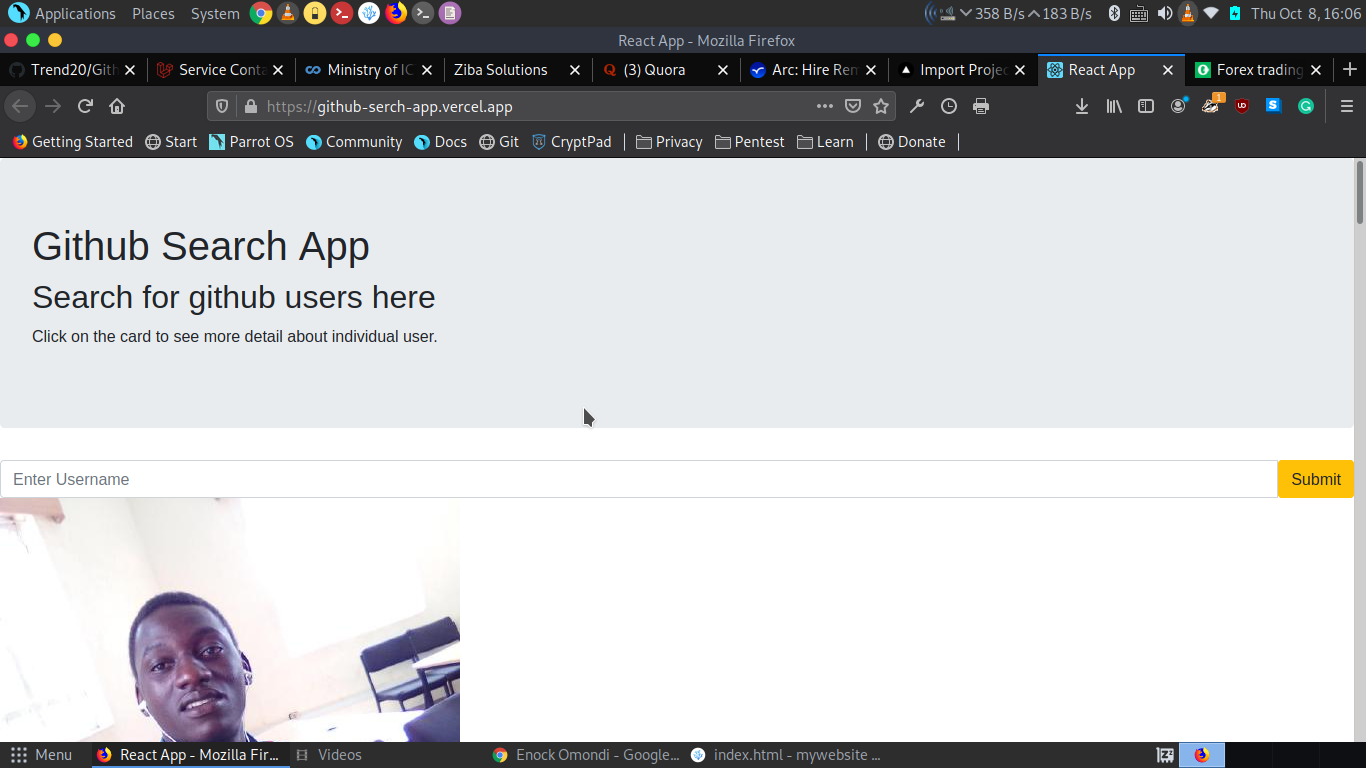 Applications Places System 358 B/s 183 B/s Thu Oct 8, 16:06
React App - Mozilla Firefox
Trend20/Gith Service Conta Ministry of IC Ziba Solutions (3) Quora Arc: Hire Rem Import Projec React App Forex trading
https://github-serch-app.vercel.app
Getting Started Start Parrot OS Community Docs Git CryptPad Privacy Pentest Learn Donate
Github Search App
Search for github users here
Click on the card to see more detail about individual user.
Enter Username Submit
Menu React App - Mozilla Fir... Videos Enock Omondi - Google... index.html - mywebsite ...